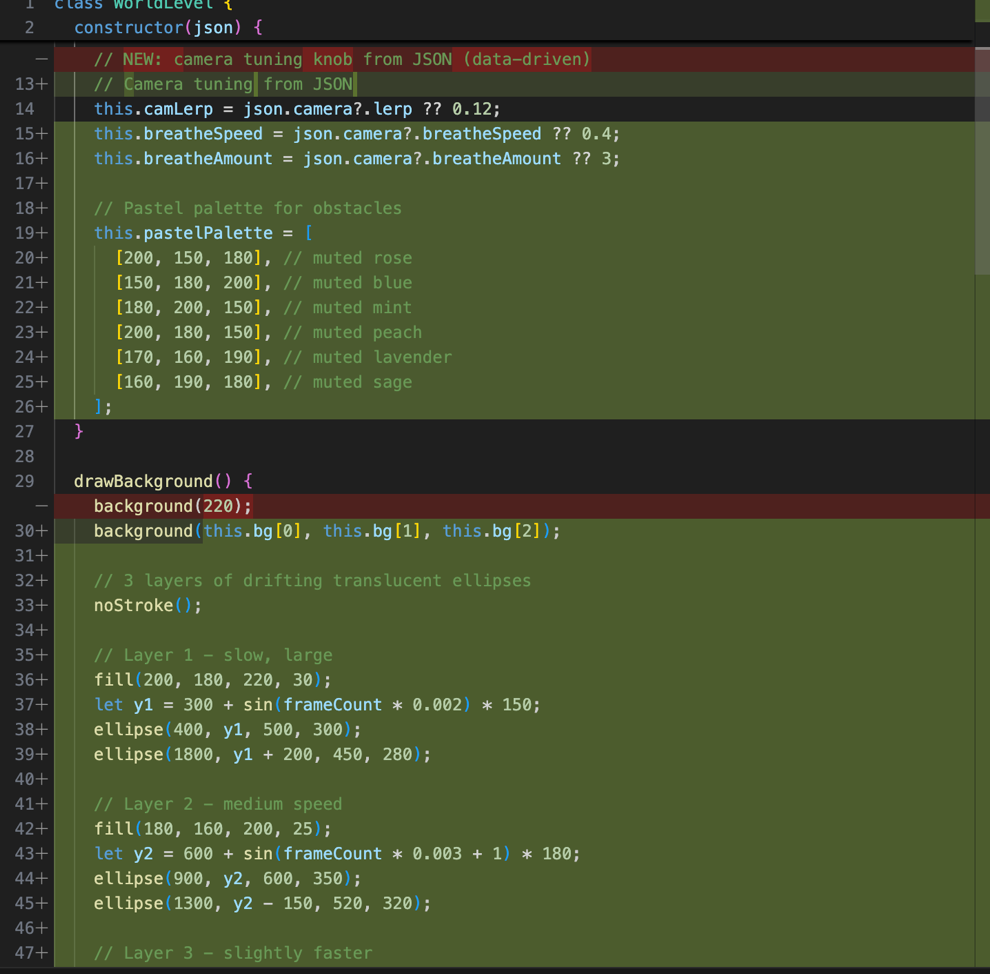 1 class WorldLevel {
2 constructor(json) {
— // NEW: camera tuning knob from JSON (data-driven)
13+ // Camera tuning from JSON
14 this.camLerp = json.camera?.lerp ?? 0.12;
15+ this.breatheSpeed = json.camera?.breatheSpeed ?? 0.4;
16+ this.breatheAmount = json.camera?.breatheAmount ?? 3;
17+
18+ // Pastel palette for obstacles
19+ this.pastelPalette = [
20+ [200, 150, 180], // muted rose
21+ [150, 180, 200], // muted blue
22+ [180, 200, 150], // muted mint
23+ [200, 180, 150], // muted peach
24+ [170, 160, 190], // muted lavender
25+ [160, 190, 180], // muted sage
26+ ];
27 }
28
29 drawBackground() {
— background(220);
30+ background(this.bg[0], this.bg[1], this.bg[2]);
31+
32+ // 3 layers of drifting translucent ellipses
33+ noStroke();
34+
35+ // Layer 1 – slow, large
36+ fill(200, 180, 220, 30);
37+ let y1 = 300 + sin(frameCount * 0.002) * 150;
38+ ellipse(400, y1, 500, 300);
39+ ellipse(1800, y1 + 200, 450, 280);
40+
41+ // Layer 2 – medium speed
42+ fill(180, 160, 200, 25);
43+ let y2 = 600 + sin(frameCount * 0.003 + 1) * 180;
44+ ellipse(900, y2, 600, 350);
45+ ellipse(1300, y2 - 150, 520, 320);
46+
47+ // Layer 3 – slightly faster